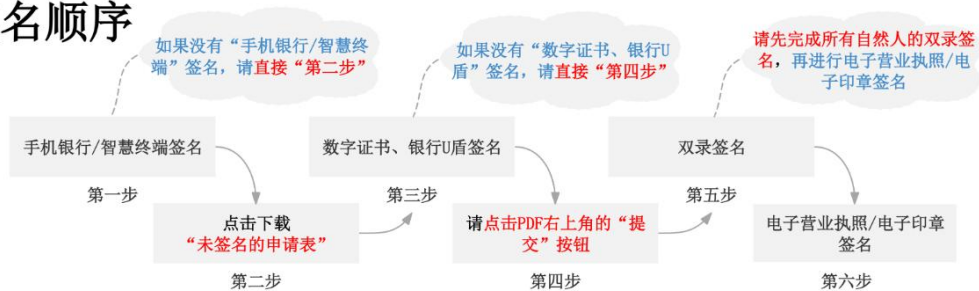 名顺序
如果没有“手机银行/智慧终
端”签名，请直接“第二步”
如果没有“数字证书、银行U
盾”签名，请直接“第四步”
请先完成所有自然人的双录签
名，再进行电子营业执照/电
子印章签名
手机银行/智慧终端签名
第一步
点击下载
“未签名的申请表”
第二步
数字证书、银行U盾签名
第三步
请点击PDF右上角的“提
交”按钮
第四步
双录签名
第五步
电子营业执照/电子印章
签名
第六步